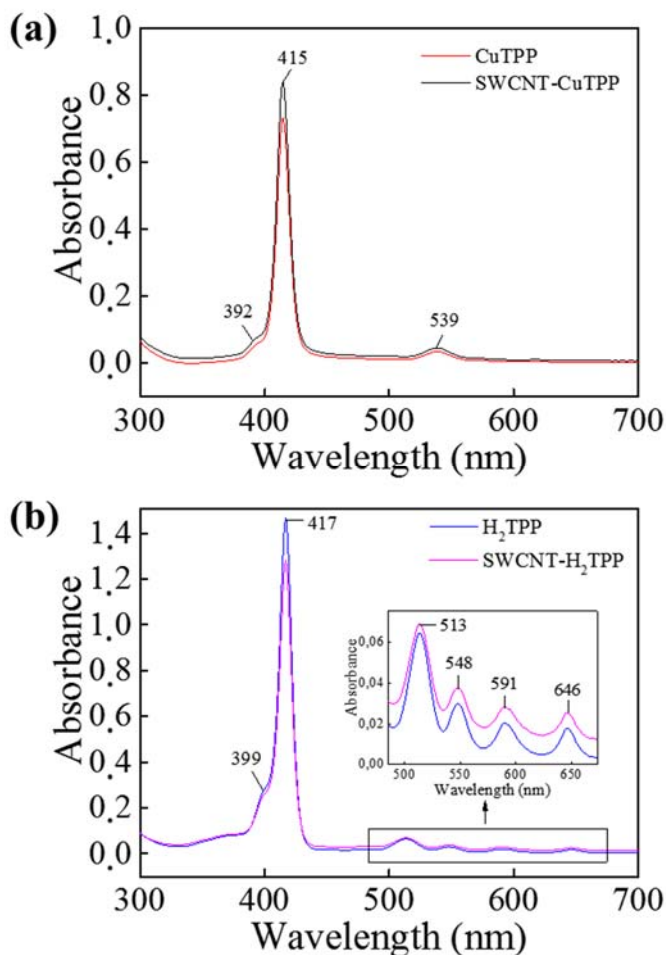 (a)
1.0
0.8
0.6
0.4
0.2
0.0
Absorbance
415
392
539
CuTPP
SWCNT-CuTPP
300 400 500 600 700
Wavelength (nm)
(b)
1.4
1.2
1.0
0.8
0.6
0.4
0.2
0.0
Absorbance
417
399
H₂TPP
SWCNT-H₂TPP
0,06
0,04
0,02
0,00
Absorbance
513
548
591
646
500 550 600 650
Wavelength (nm)
300 400 500 600 700
Wavelength (nm)